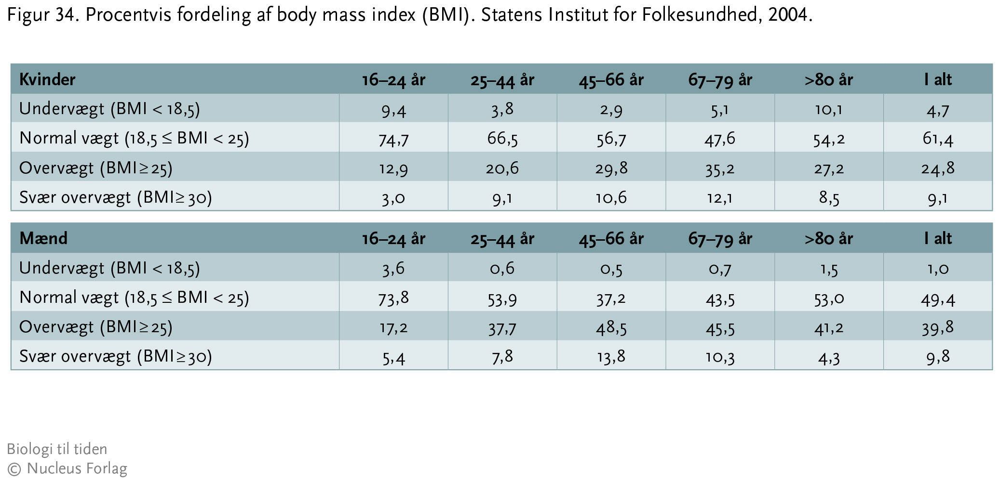 Figur 34. Procentvis fordeling af body mass index (BMI). Statens Institut for Folkesundhed, 2004.
Kvinder 16–24 år 25–44 år 45–66 år 67–79 år >80 år I alt
Undervægt (BMI < 18,5) 9,4 3,8 2,9 5,1 10,1 4,7
Normal vægt (18,5 ≤ BMI < 25) 74,7 66,5 56,7 47,6 54,2 61,4
Overvægt (BMI≥25) 12,9 20,6 29,8 35,2 27,2 24,8
Svær overvægt (BMI≥30) 3,0 9,1 10,6 12,1 8,5 9,1
Mænd 16–24 år 25–44 år 45–66 år 67–79 år >80 år I alt
Undervægt (BMI < 18,5) 3,6 0,6 0,5 0,7 1,5 1,0
Normal vægt (18,5 ≤ BMI < 25) 73,8 53,9 37,2 43,5 53,0 49,4
Overvægt (BMI≥25) 17,2 37,7 48,5 45,5 41,2 39,8
Svær overvægt (BMI≥30) 5,4 7,8 13,8 10,3 4,3 9,8
Biologi til tiden
© Nucleus Forlag